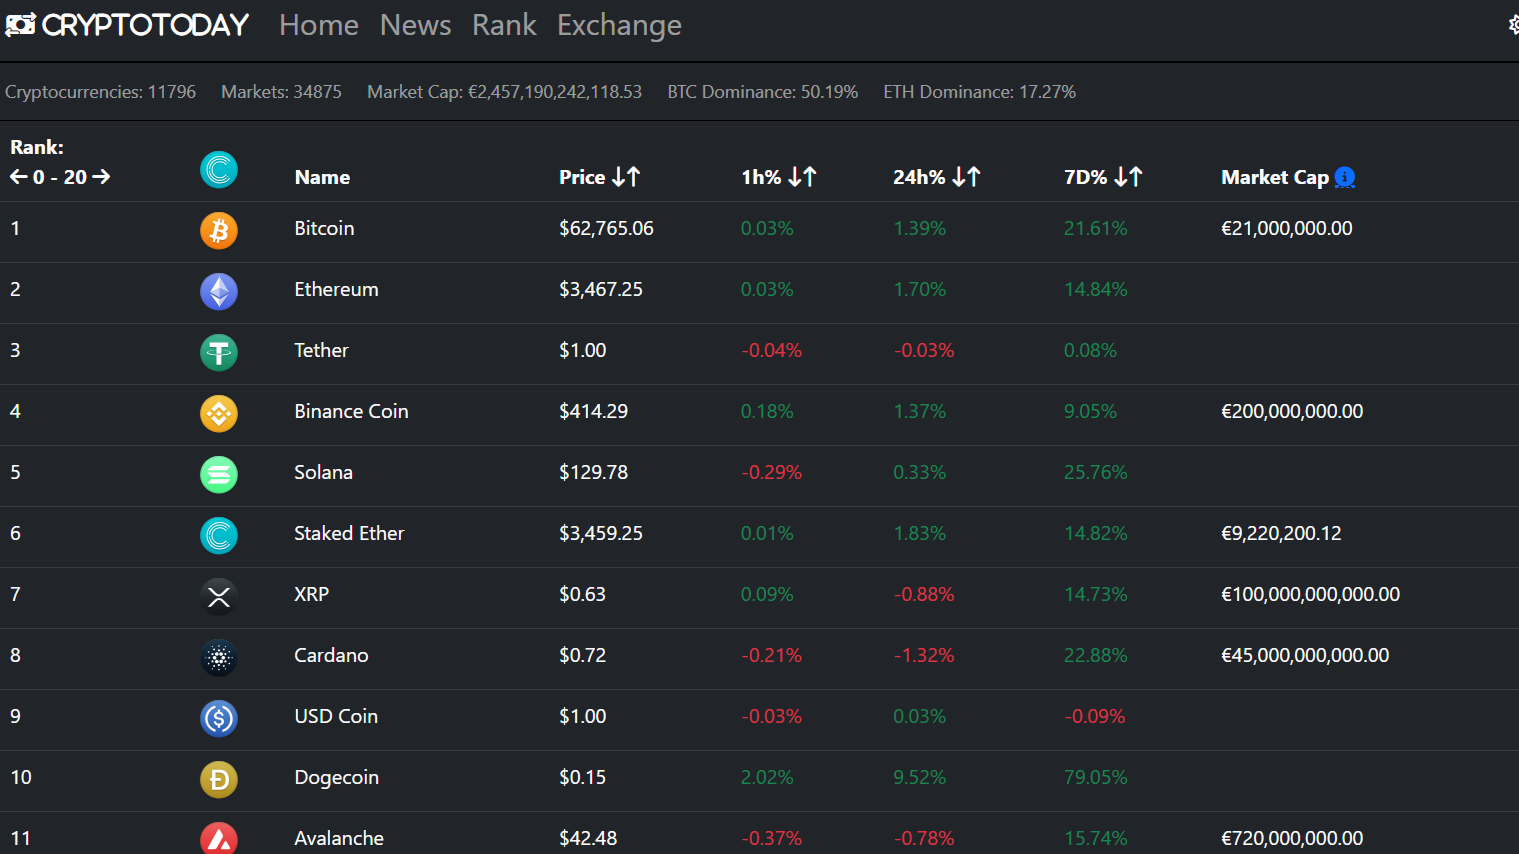 CRYPTOTODAY Home News Rank Exchange
Cryptocurrencies: 11796 Markets: 34875 Market Cap: €2,457,190,242,118.53 BTC Dominance: 50.19% ETH Dominance: 17.27%
Rank:
← 0 - 20 → Name Price ↓↑ 1h% ↓↑ 24h% ↓↑ 7D% ↓↑ Market Cap i
1 Bitcoin $62,765.06 0.03% 1.39% 21.61% €21,000,000.00
2 Ethereum $3,467.25 0.03% 1.70% 14.84%
3 Tether $1.00 -0.04% -0.03% 0.08%
4 Binance Coin $414.29 0.18% 1.37% 9.05% €200,000,000.00
5 Solana $129.78 -0.29% 0.33% 25.76%
6 Staked Ether $3,459.25 0.01% 1.83% 14.82% €9,220,200.12
7 XRP $0.63 0.09% -0.88% 14.73% €100,000,000,000.00
8 Cardano $0.72 -0.21% -1.32% 22.88% €45,000,000,000.00
9 USD Coin $1.00 -0.03% 0.03% -0.09%
10 Dogecoin $0.15 2.02% 9.52% 79.05%
11 Avalanche $42.48 -0.37% -0.78% 15.74% €720,000,000.00